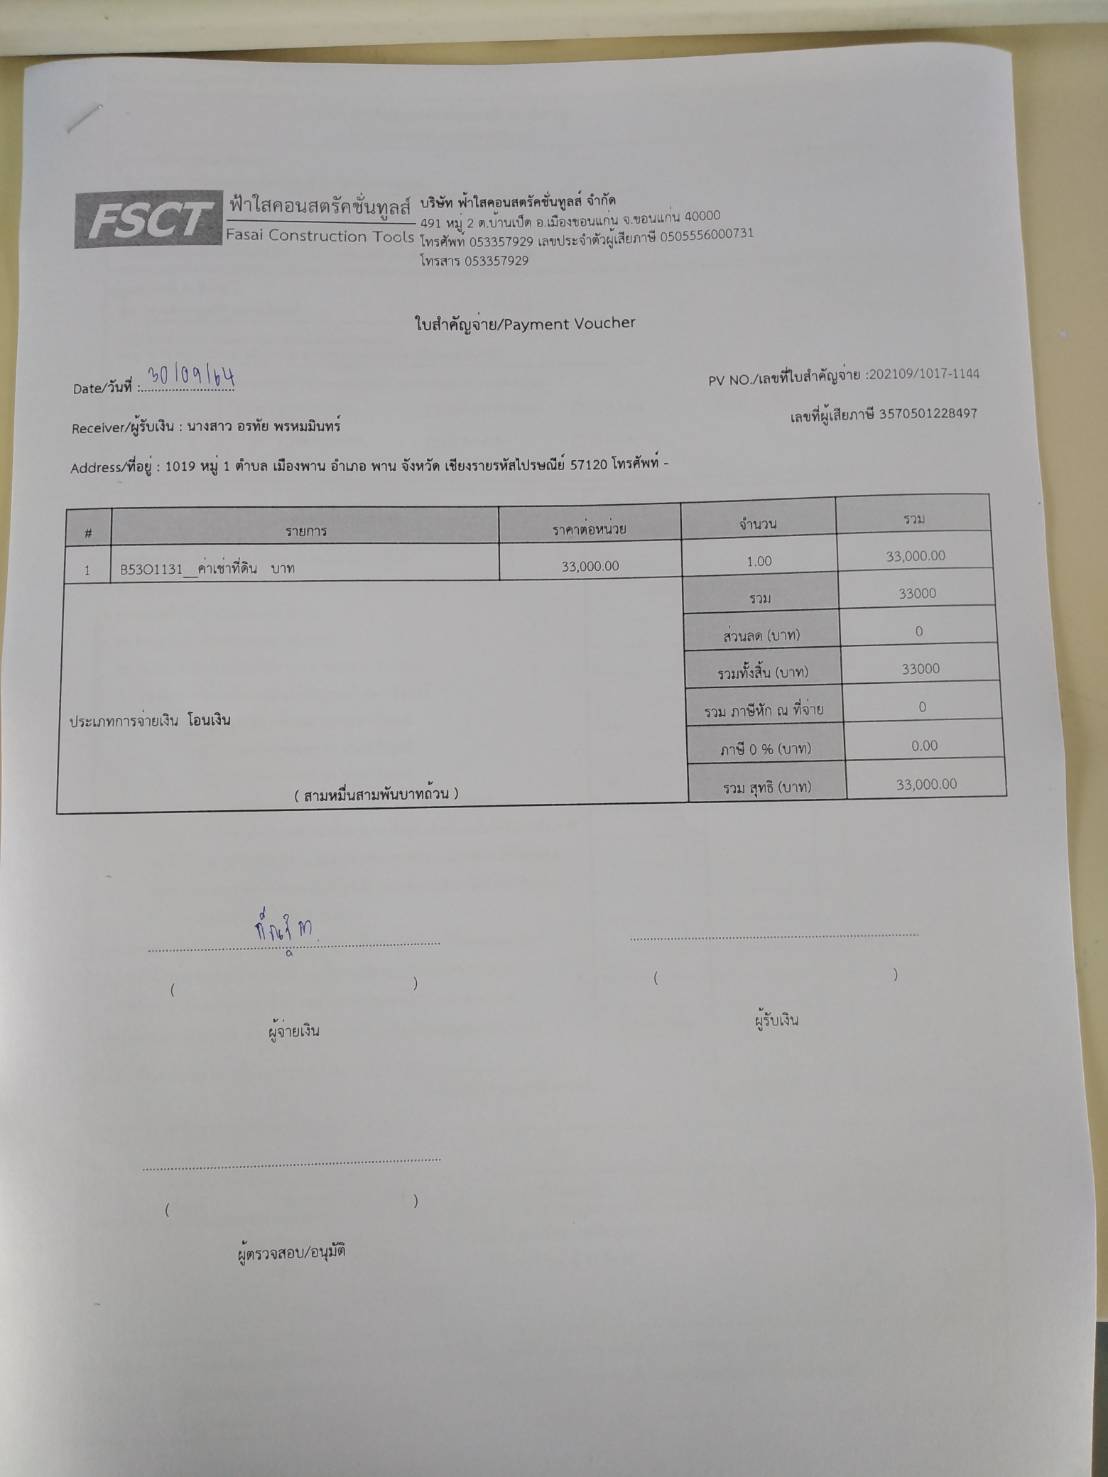 FSCT ฟ้าใสคอนสตรัคชั่นทูลส์
Fasai Construction Tools
บริษัท ฟ้าใสคอนสตรัคชั่นทูลส์ จำกัด
491 หมู่ 2 ต.บ้านเป็ด อ.เมืองขอนแก่น จ.ขอนแก่น 40000
โทรศัพท์ 053357929 เลขประจำตัวผู้เสียภาษี 0505556000731
โทรสาร 053357929
ใบสำคัญจ่าย/Payment Voucher
Date/วันที่ : 30/09/64
PV NO./เลขที่ใบสำคัญจ่าย :202109/1017-1144
เลขที่ผู้เสียภาษี 3570501228497
Receiver/ผู้รับเงิน : นางสาว อรทัย พรหมมินทร์
Address/ที่อยู่ : 1019 หมู่ 1 ตำบล เมืองพาน อำเภอ พาน จังหวัด เชียงรายรหัสไปรษณีย์ 57120 โทรศัพท์ -
# รายการ ราคาต่อหน่วย จำนวน รวม
1 B53O1131__ค่าเช่าที่ดิน บาท 33,000.00 1.00 33,000.00
รวม 33000
ส่วนลด (บาท) 0
รวมทั้งสิ้น (บาท) 33000
รวม ภาษีหัก ณ ที่จ่าย 0
ประเภทการจ่ายเงิน โอนเงิน
ภาษี 0 % (บาท) 0.00
( สามหมื่นสามพันบาทถ้วน ) รวม สุทธิ (บาท) 33,000.00
( ) ( )
ผู้จ่ายเงิน ผู้รับเงิน
( )
ผู้ตรวจสอบ/อนุมัติ